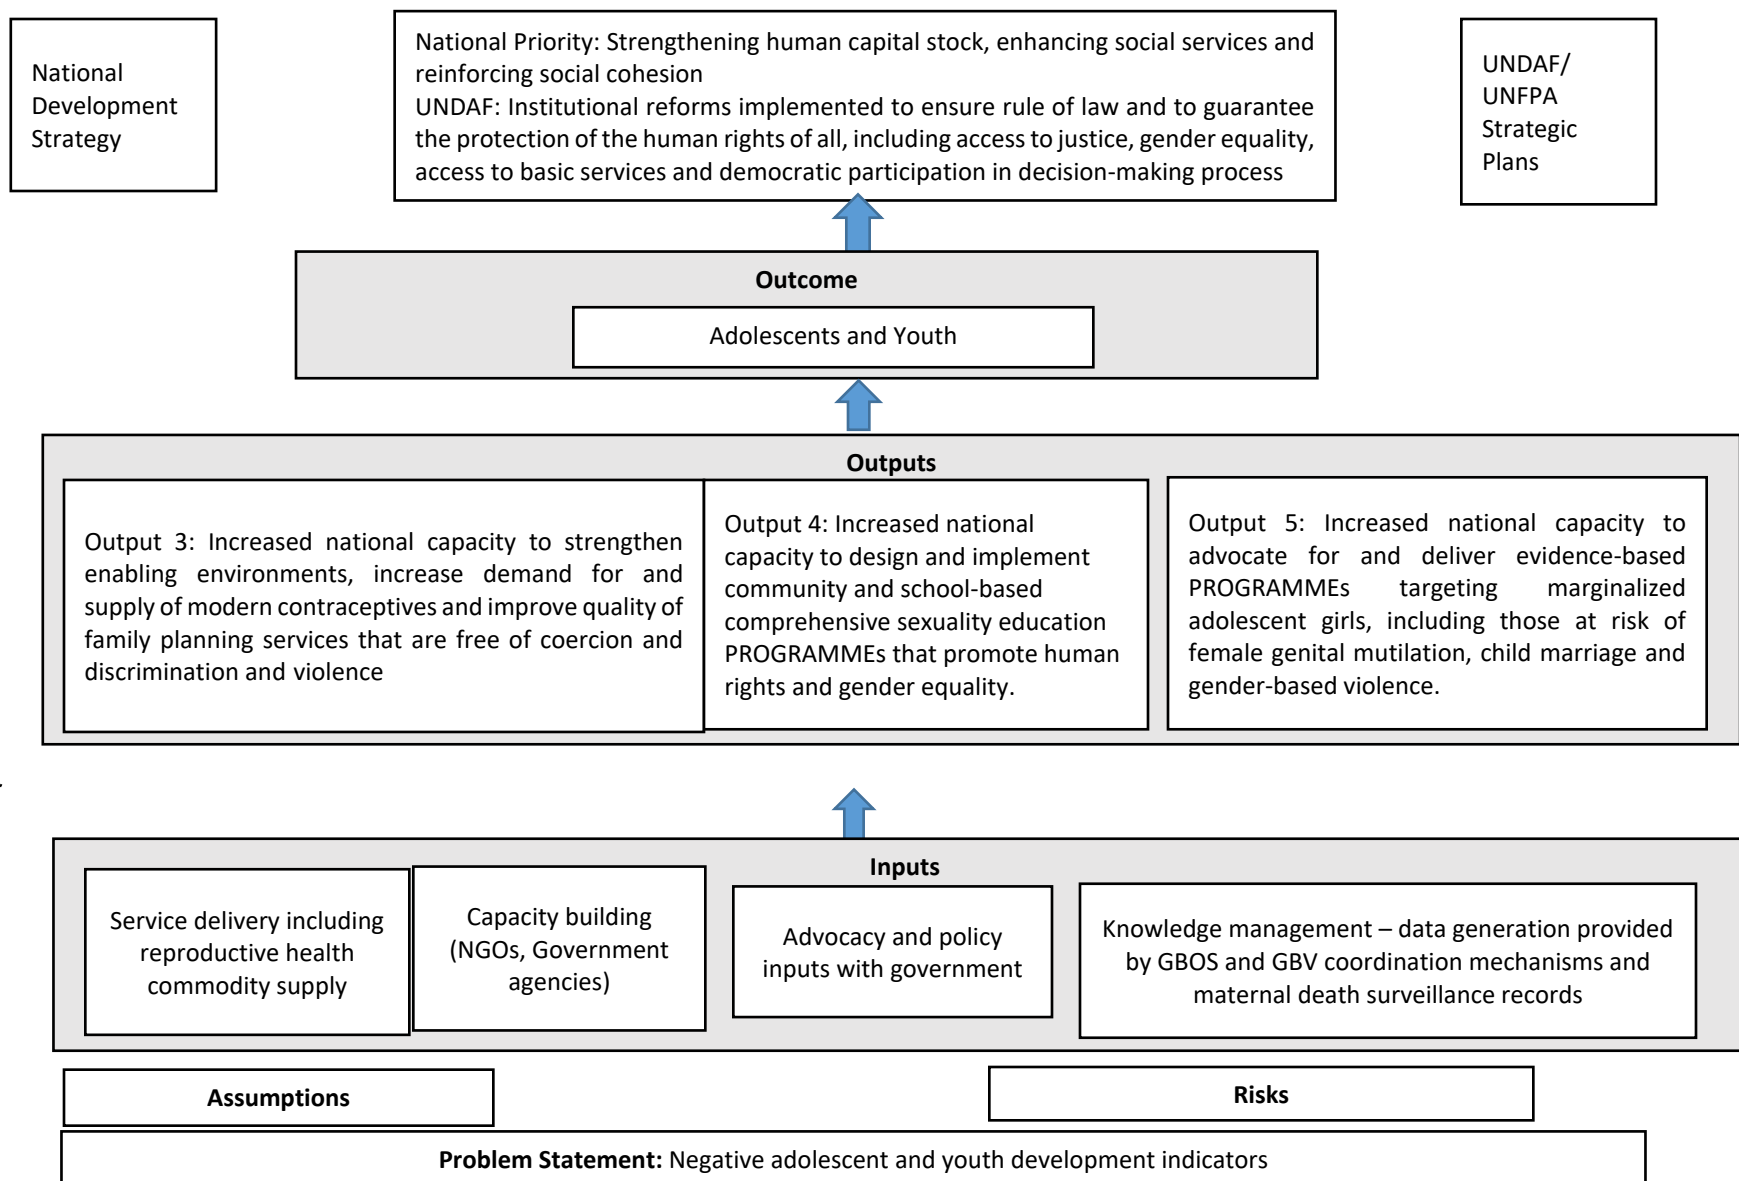 National
Development
Strategy
National Priority: Strengthening human capital stock, enhancing social services and
reinforcing social cohesion
UNDAF: Institutional reforms implemented to ensure rule of law and to guarantee
the protection of the human rights of all, including access to justice, gender equality,
access to basic services and democratic participation in decision-making process
UNDAF/
UNFPA
Strategic
Plans
Outcome
Adolescents and Youth
Outputs
Output 3: Increased national capacity to strengthen
enabling environments, increase demand for and
supply of modern contraceptives and improve quality of
family planning services that are free of coercion and
discrimination and violence
Output 4: Increased national
capacity to design and implement
community and school-based
comprehensive sexuality education
PROGRAMMEs that promote human
rights and gender equality.
Output 5: Increased national capacity to
advocate for and deliver evidence-based
PROGRAMMEs targeting marginalized
adolescent girls, including those at risk of
female genital mutilation, child marriage and
gender-based violence.
Inputs
Service delivery including
reproductive health
commodity supply
Capacity building
(NGOs, Government
agencies)
Advocacy and policy
inputs with government
Knowledge management – data generation provided
by GBOS and GBV coordination mechanisms and
maternal death surveillance records
Assumptions
Risks
Problem Statement: Negative adolescent and youth development indicators